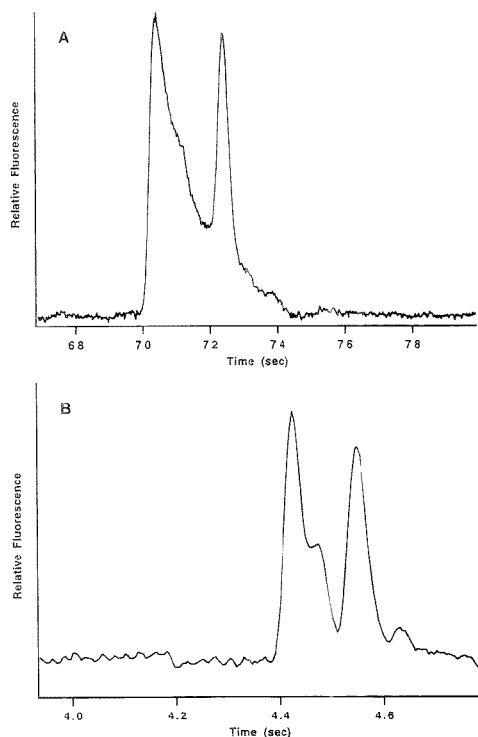 A
Relative Fluorescence
68 70 72 74 76 78
Time (sec)
B
Relative Fluorescence
4.0 4.2 4.4 4.6
Time (sec)